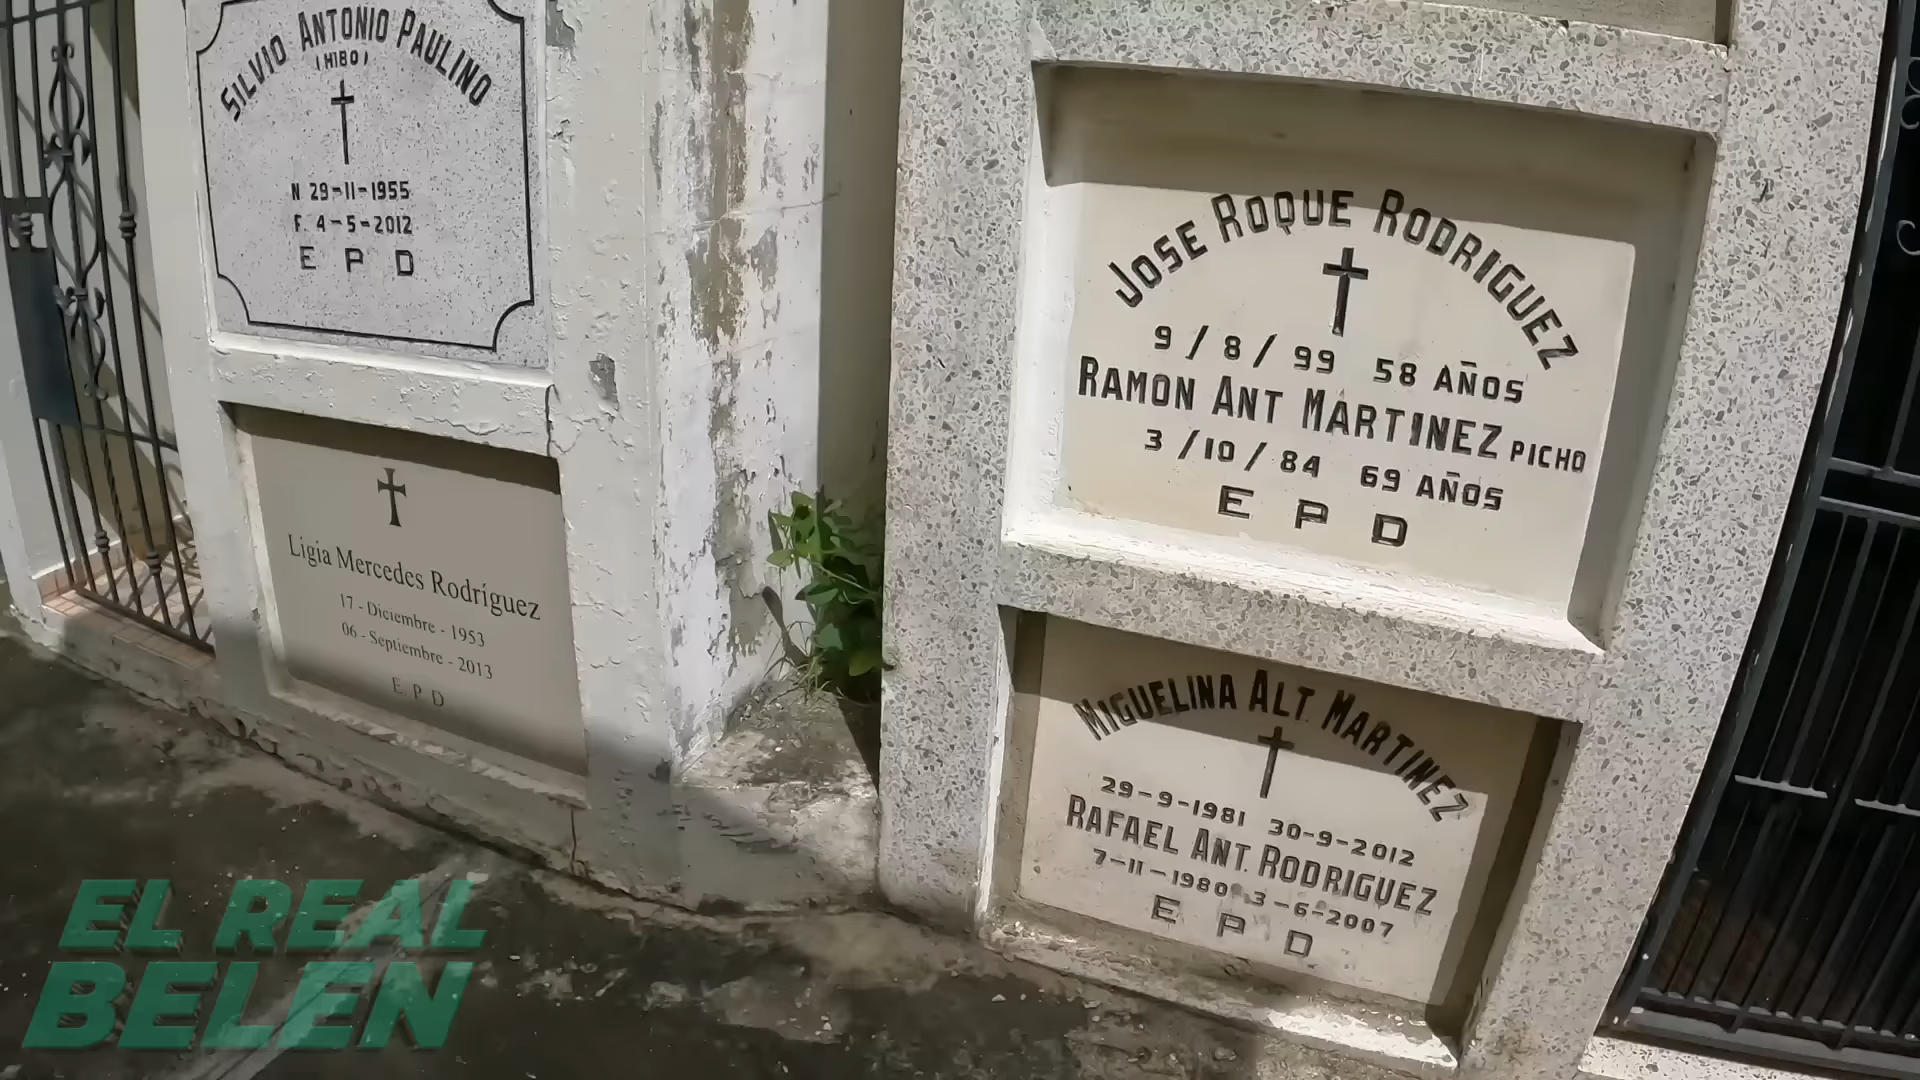 SILVIO ANTONIO PAULINO
(HIBO)
N 29-11-1955
F 4-5-2012
E P D
Ligia Mercedes Rodríguez
17 - Diciembre - 1953
06 - Septiembre - 2013
E P D
JOSE ROQUE RODRIGUEZ
9/8/99 58 AÑOS
RAMON ANT MARTINEZ PICHO
3/10/84 69 AÑOS
E P D
MIGUELINA ALT. MARTINEZ
29-9-1981 30-9-2012
RAFAEL ANT. RODRIGUEZ
7-11-1980 3-6-2007
E P D
EL REAL
BELEN